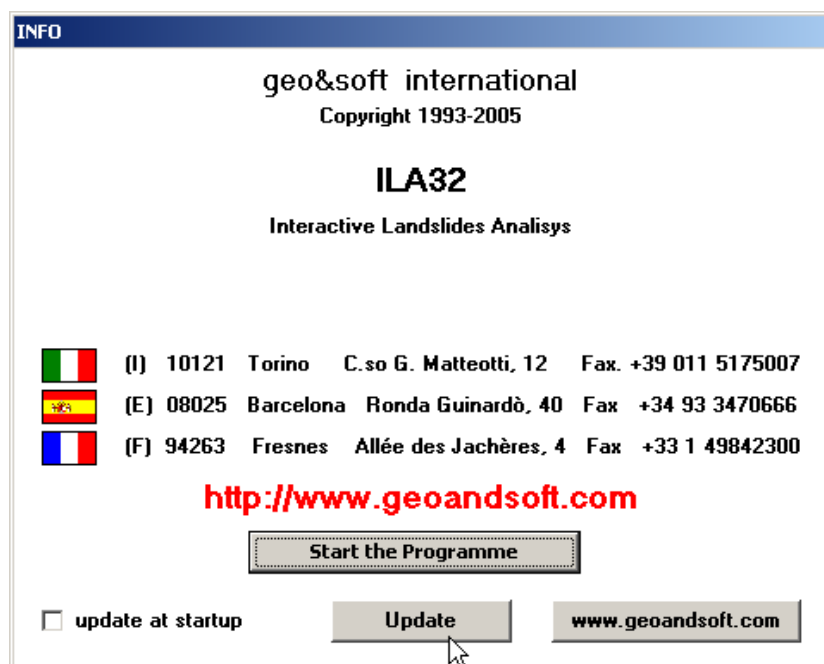 INFO
geo&soft international
Copyright 1993-2005
ILA32
Interactive Landslides Analisys
(I) 10121 Torino C.so G. Matteotti, 12 Fax. +39 011 5175007
(E) 08025 Barcelona Ronda Guinardò, 40 Fax +34 93 3470666
(F) 94263 Fresnes Allée des Jachères, 4 Fax +33 1 49842300
http://www.geoandsoft.com
Start the Programme
update at startup Update www.geoandsoft.com